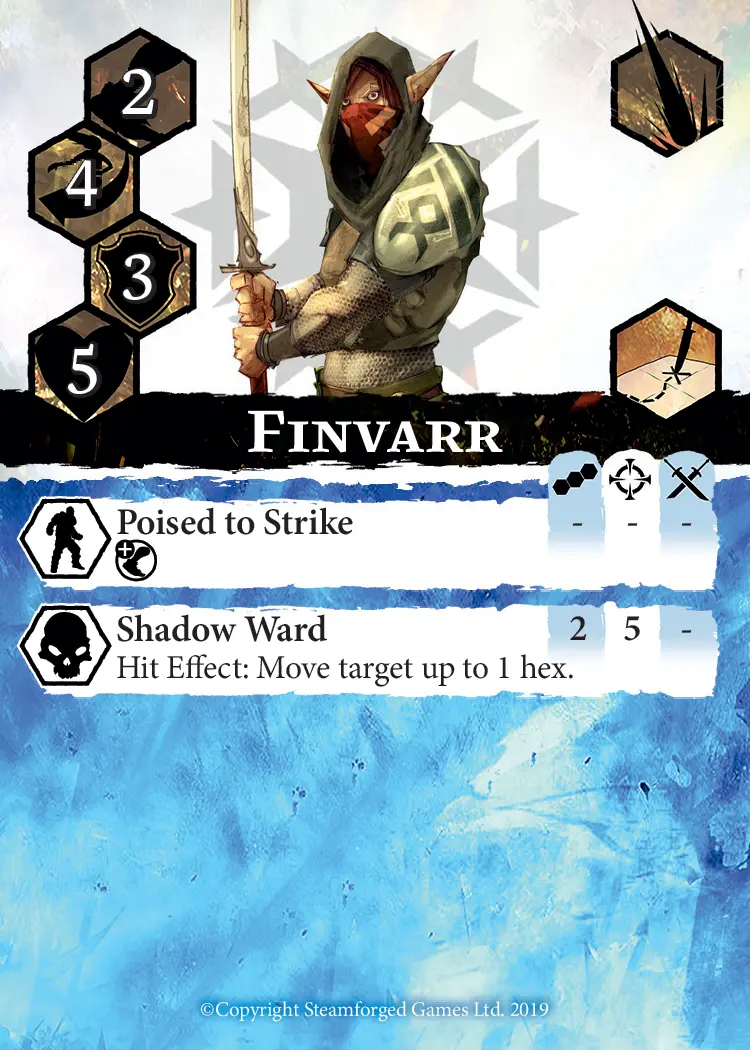 2
4
3
5
FINVARR
Poised to Strike - - -
Shadow Ward 2 5 -
Hit Effect: Move target up to 1 hex.
©Copyright Steamforged Games Ltd. 2019